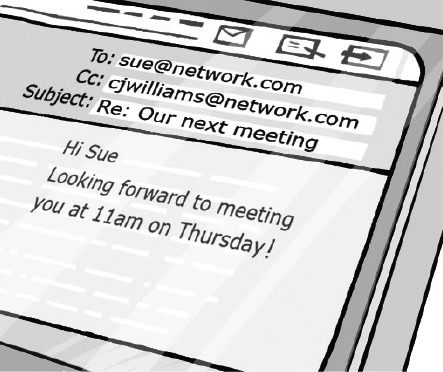 To: sue@network.com
Cc: cjwilliams@network.com
Subject: Re: Our next meeting
Hi Sue
Looking forward to meeting
you at 11am on Thursday!